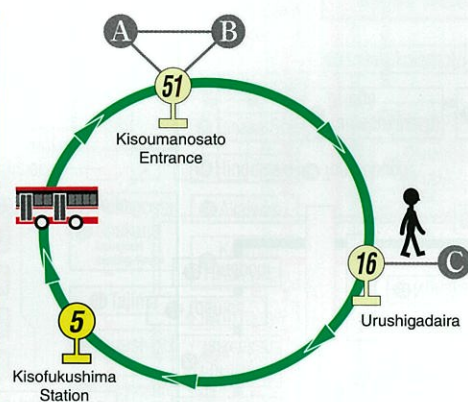 A
B
51
Kisoumanosato
Entrance
16
C
Urushigadaira
5
Kisofukushima
Station